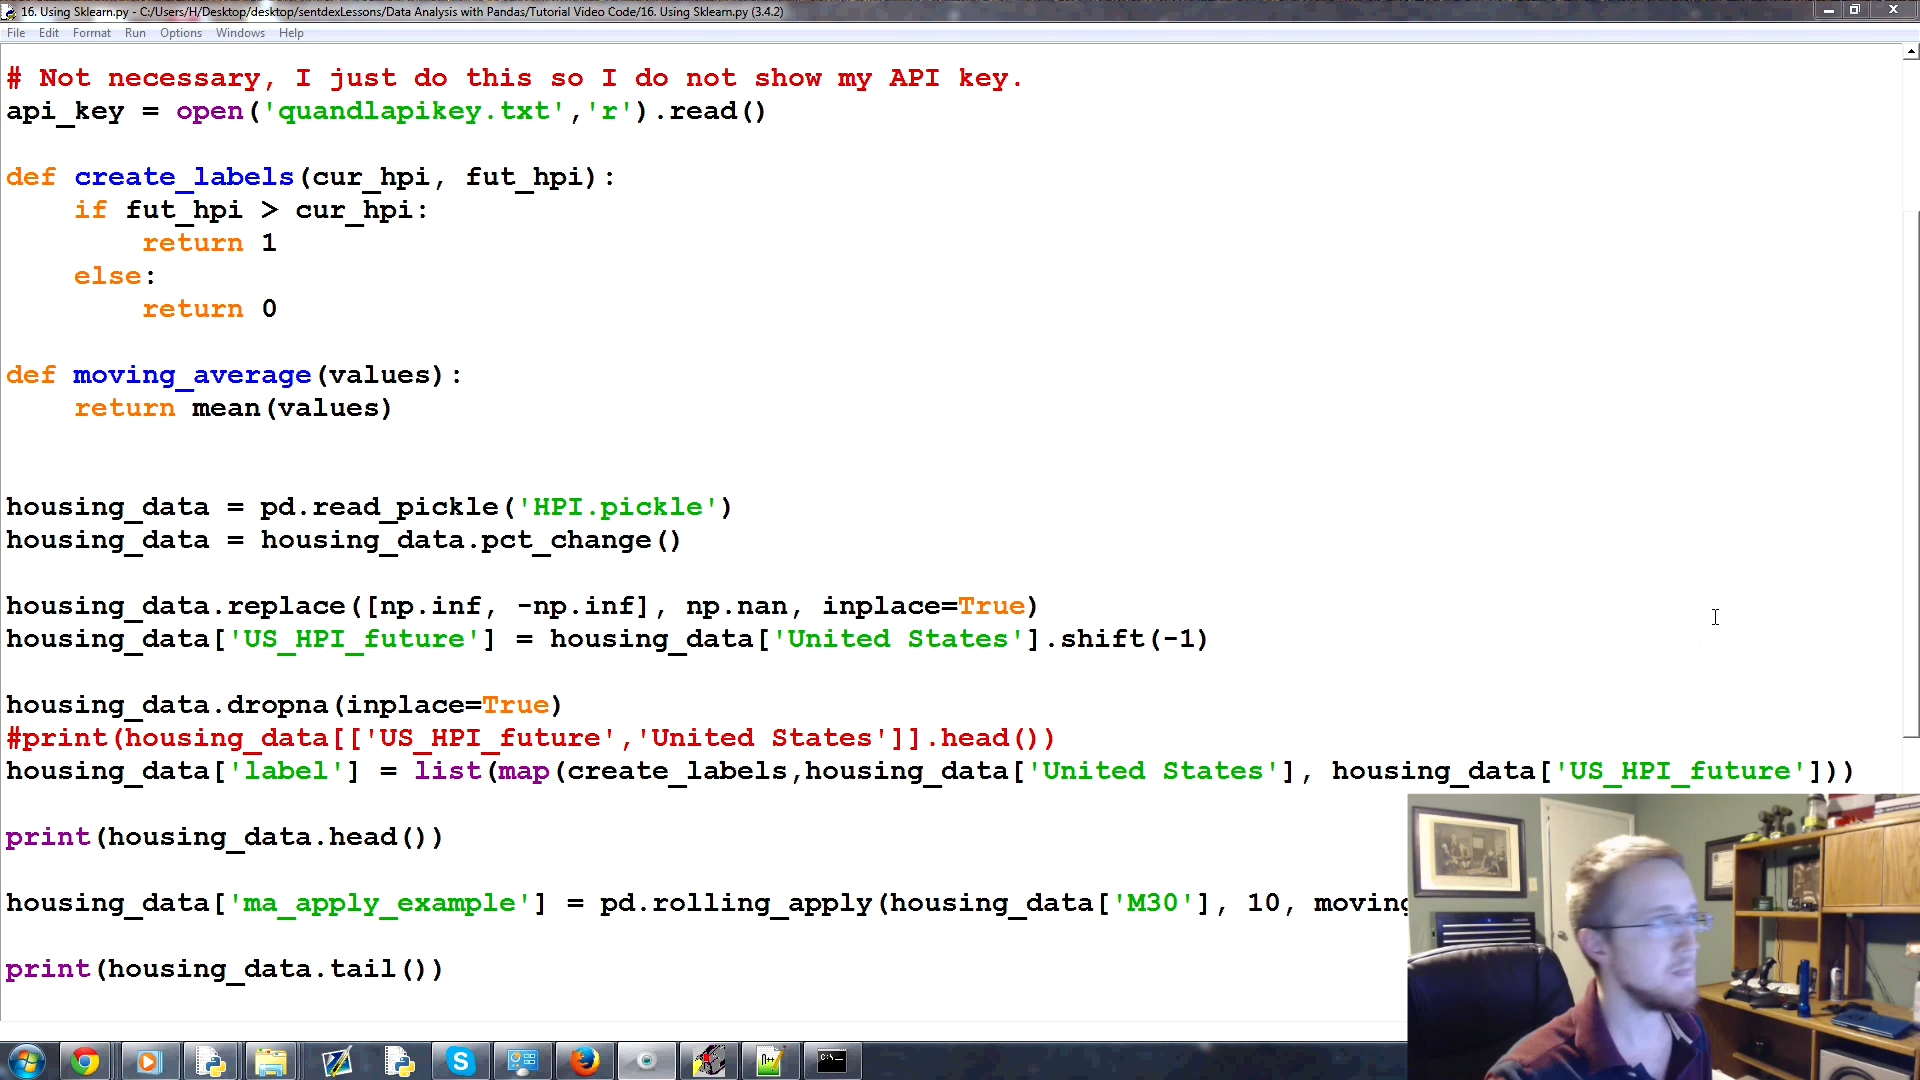 16. Using Sklearn.py - C:/Users/H/Desktop/desktop/sentdexLessons/Data Analysis with Pandas/Tutorial Video Code/16. Using Sklearn.py (3.4.2)
File Edit Format Run Options Windows Help
# Not necessary, I just do this so I do not show my API key.
api_key = open('quandlapikey.txt','r').read()
def create_labels(cur_hpi, fut_hpi):
    if fut_hpi > cur_hpi:
        return 1
    else:
        return 0
def moving_average(values):
    return mean(values)
housing_data = pd.read_pickle('HPI.pickle')
housing_data = housing_data.pct_change()
housing_data.replace([np.inf, -np.inf], np.nan, inplace=True)
housing_data['US_HPI_future'] = housing_data['United States'].shift(-1)
housing_data.dropna(inplace=True)
#print(housing_data[['US_HPI_future','United States']].head())
housing_data['label'] = list(map(create_labels,housing_data['United States'], housing_data['US_HPI_future']))
print(housing_data.head())
housing_data['ma_apply_example'] = pd.rolling_apply(housing_data['M30'], 10, moving
print(housing_data.tail())